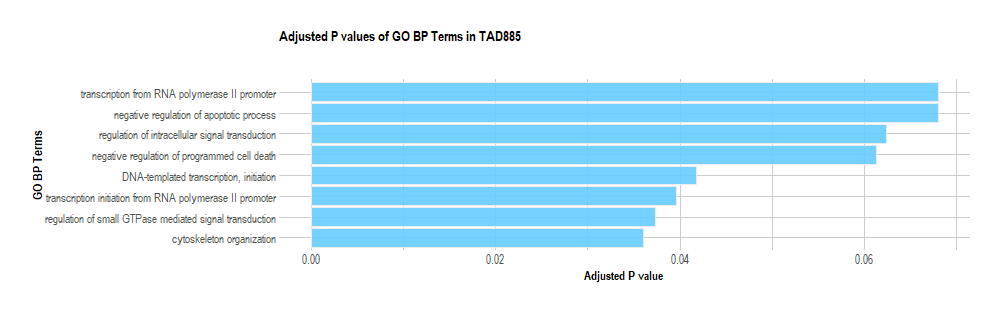 Adjusted P values of GO BP Terms in TAD885
GO BP Terms
transcription from RNA polymerase II promoter
negative regulation of apoptotic process
regulation of intracellular signal transduction
negative regulation of programmed cell death
DNA-templated transcription, initiation
transcription initiation from RNA polymerase II promoter
regulation of small GTPase mediated signal transduction
cytoskeleton organization
0.00 0.02 0.04 0.06
Adjusted P value